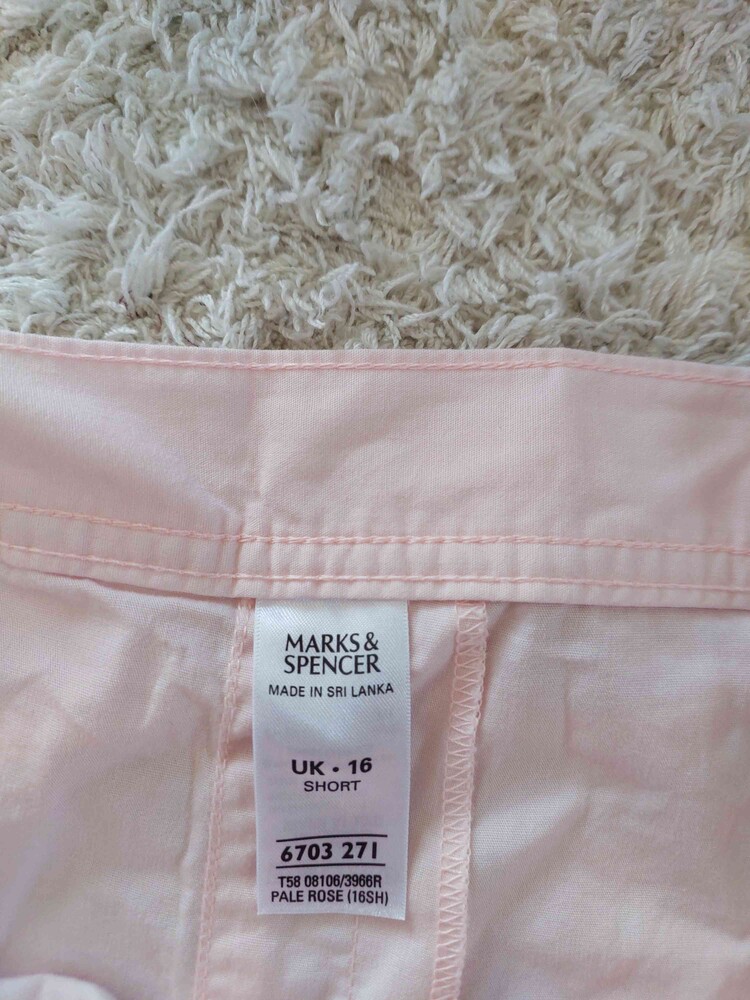 MARKS &
SPENCER
MADE IN SRI LANKA
UK • 16
SHORT
6703 271
T58 08106/3966R
PALE ROSE (16SH)